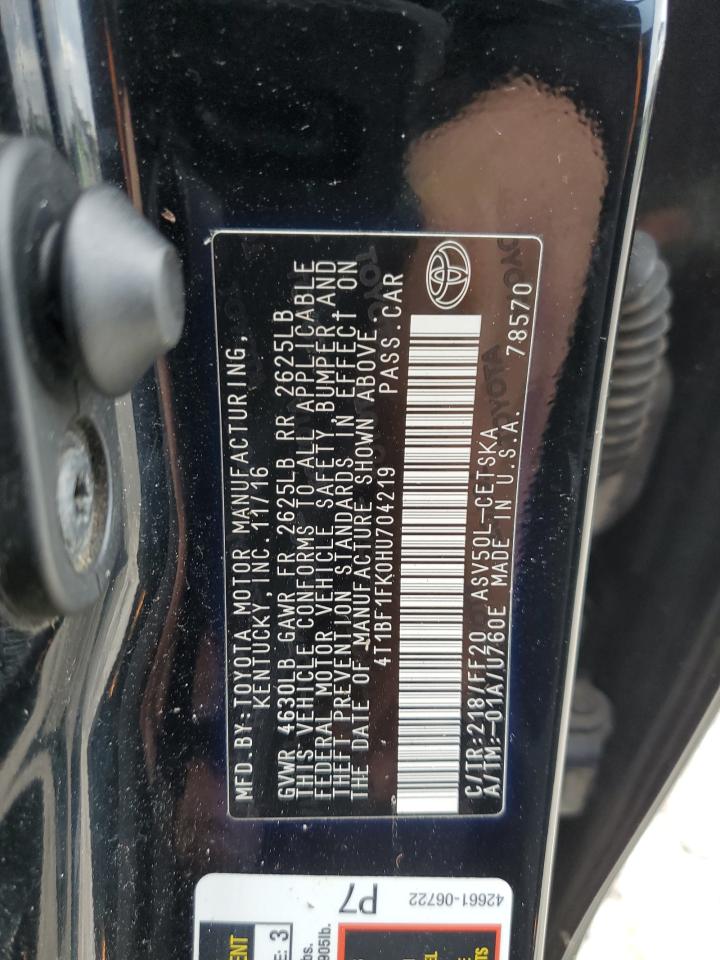 MFD BY:TOYOTA MOTOR MANUFACTURING,
KENTUCKY, INC. 11/16
GVWR 4630LB GAWR FR 2625LB RR 2625LB
THIS VEHICLE CONFORMS TO ALL APPLICABLE
FEDERAL MOTOR VEHICLE SAFETY, BUMPER, AND
THEFT PREVENTION STANDARDS IN EFFECT ON
THE DATE OF MANUFACTURE SHOWN ABOVE.
4T1BF1FK0HU704219 PASS.CAR
C/TR:218/FF20 ASV50L-CETSKA
A/TM:-01A/U760E MADE IN U.S.A. 78570
P7
42661-06722
E: 3
905lb.